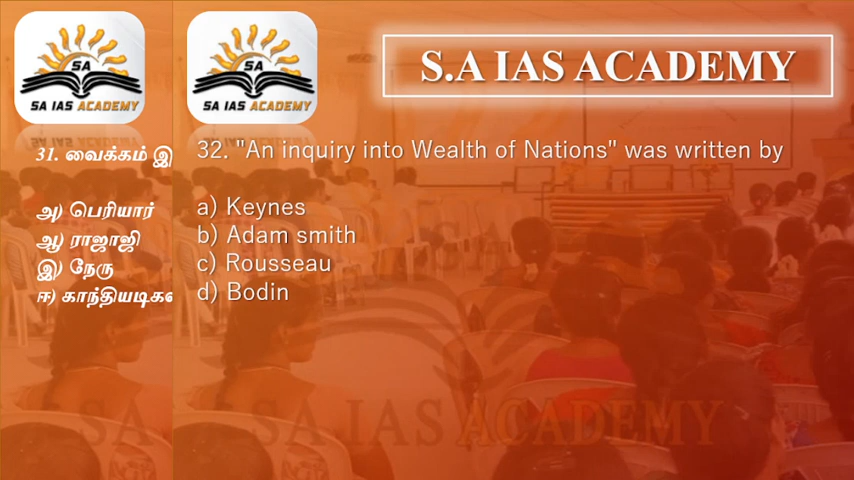 SA
SA IAS ACADEMY
31. வைக்கம்
அ) பெரியார்
ஆ) ராஜாஜி
இ) நேரு
ஈ)
SA
SA IAS ACADEMY
S.A IAS ACADEMY
32. "An inquiry into Wealth of Nations" was written by
a) Keynes
b) Adam smith
c) Rousseau
d) Bodin
SA IAS ACADEMY